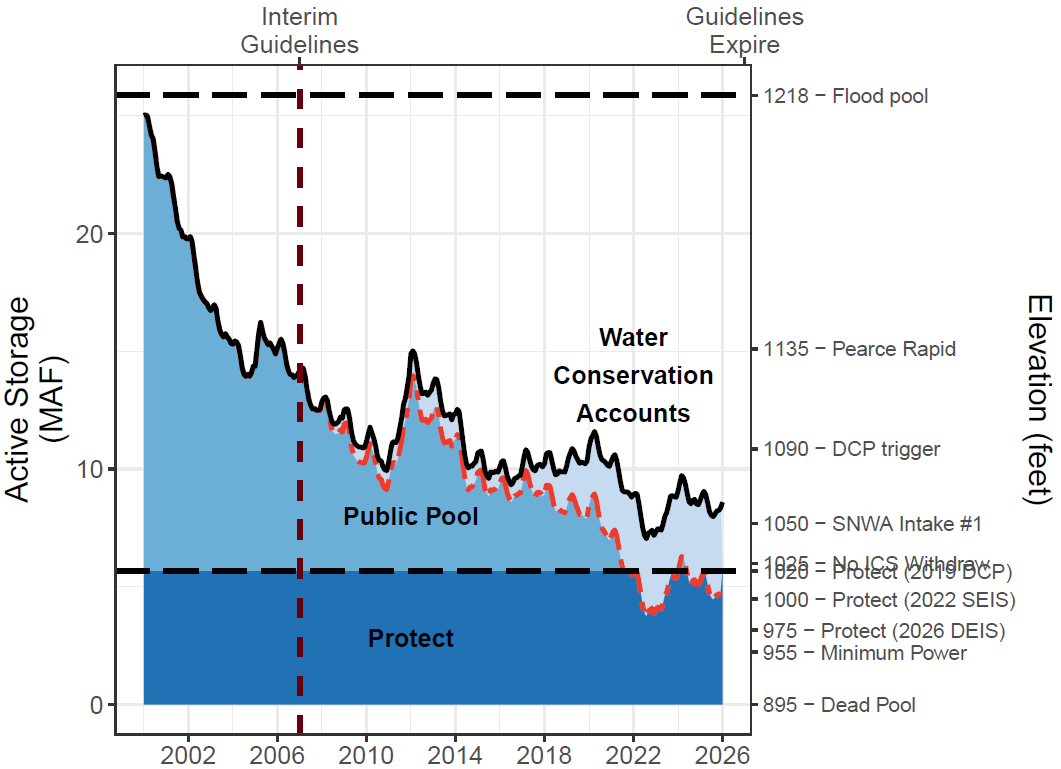 Interim
Guidelines
Guidelines
Expire
1218 − Flood pool
20
1135 − Pearce Rapid
Water
Conservation
Accounts
Active Storage
(MAF)
Elevation (feet)
1090 − DCP trigger
10
Public Pool
1050 − SNWA Intake #1
1025 − No ICS Withdraw
1020 − Protect (2019 DCP)
1000 − Protect (2022 SEIS)
Protect
975 − Protect (2026 DEIS)
955 − Minimum Power
0
895 − Dead Pool
2002 2006 2010 2014 2018 2022 2026